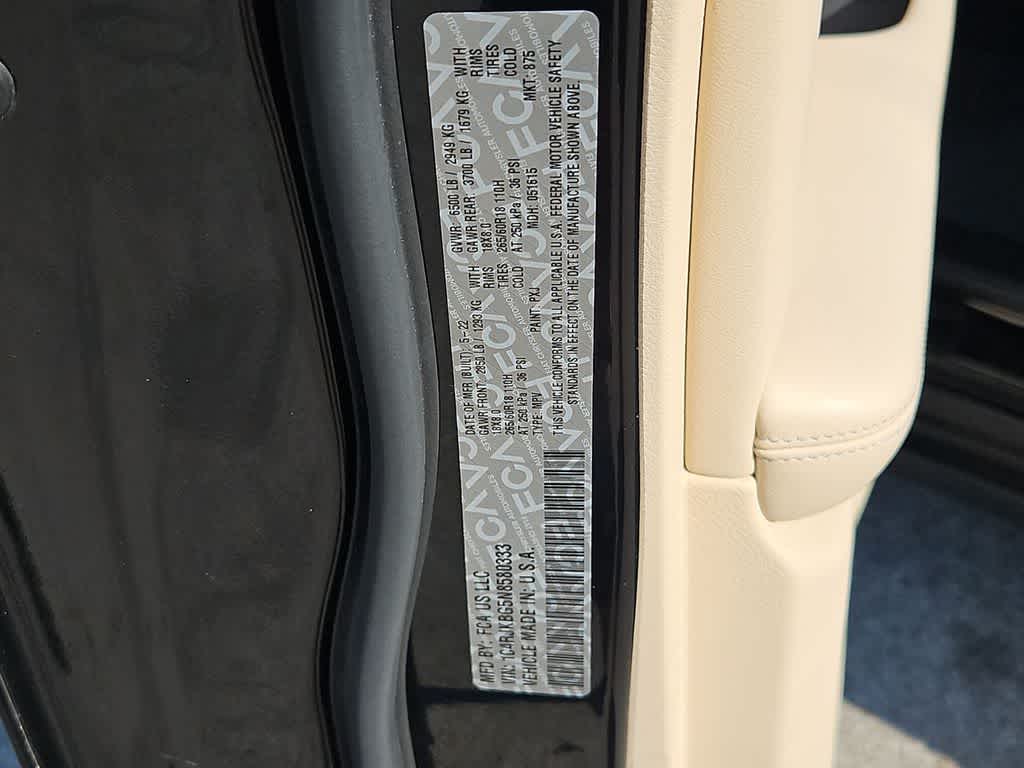 MFD BY: FCA US LLC
VIN: 1C4RJKBG5N8580333
VEHICLE MADE IN: U.S.A.
DATE OF MFR (BUILT) 5-22
GAWR FRONT: 2850 LB / 1293 KG WITH
18X8.0 RIMS
265/60R18 110H TIRES
AT 250 kPa / 36 PSI COLD
TYPE: MPV PAINT: PXJ
GVWR: 6500 LB / 2949 KG
GAWR REAR: 3700 LB / 1679 KG WITH
18X8.0 RIMS
265/60R18 110H TIRES
AT 250 kPa / 36 PSI COLD
MDH: 051615 MKT: 875
THIS VEHICLE CONFORMS TO ALL APPLICABLE U.S.A. FEDERAL MOTOR VEHICLE SAFETY
STANDARDS IN EFFECT ON THE DATE OF MANUFACTURE SHOWN ABOVE.